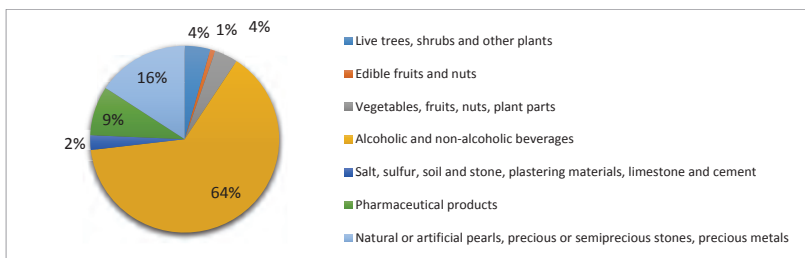 4% 1% 4%
16%
9%
2%
64%
Live trees, shrubs and other plants
Edible fruits and nuts
Vegetables, fruits, nuts, plant parts
Alcoholic and non-alcoholic beverages
Salt, sulfur, soil and stone, plastering materials, limestone and cement
Pharmaceutical products
Natural or artificial pearls, precious or semiprecious stones, precious metals